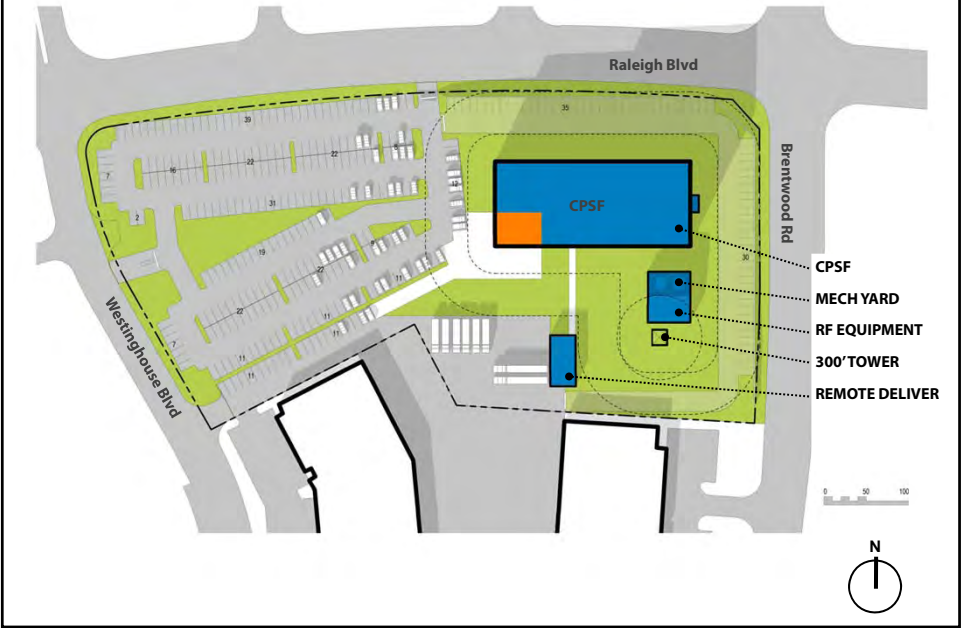 Raleigh Blvd
39
35
7
16
22
22
8
12
CPSF
Brentwood Rd
2
31
19
8
30
CPSF
22
11
MECH YARD
Westinghouse Blvd
22
11
RF EQUIPMENT
7
11
300' TOWER
11
11
REMOTE DELIVER
0 50 100
N